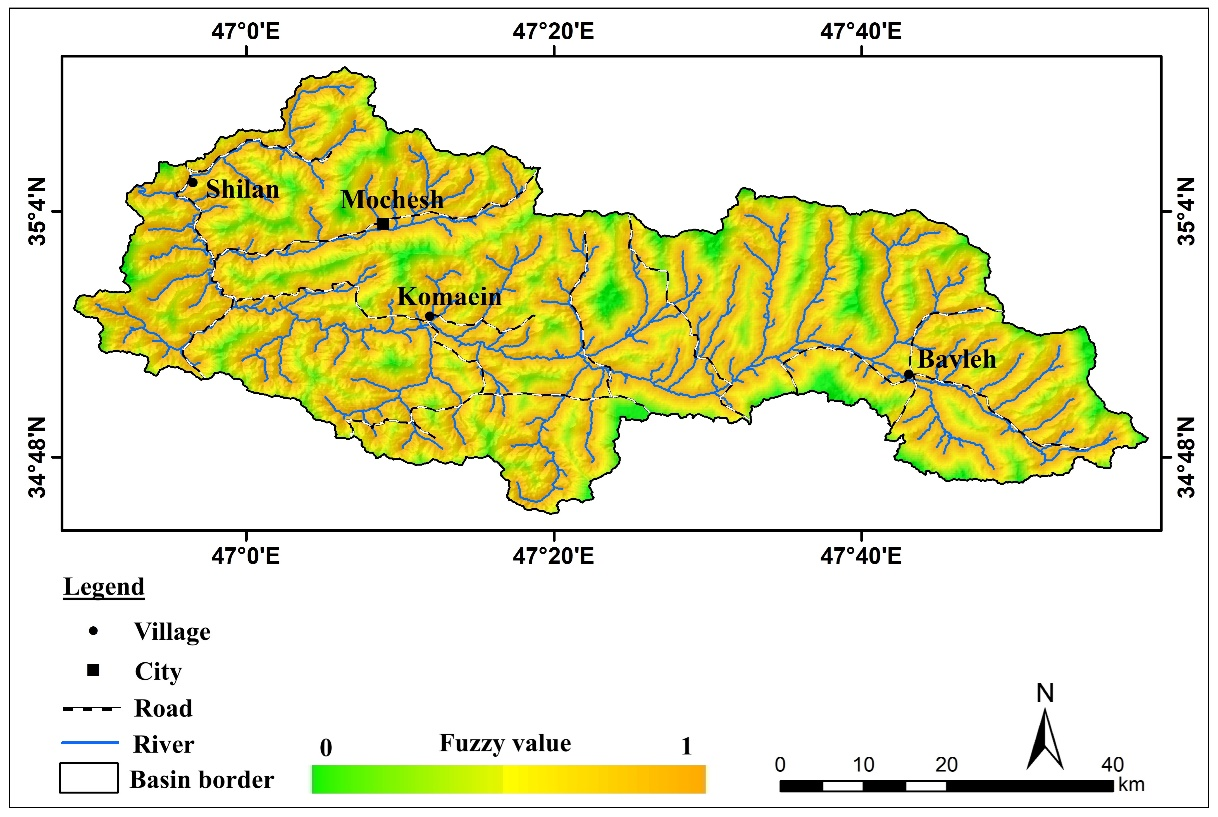 47°0'E 47°20'E 47°40'E
35°4'N 35°4'N
Shilan
Mochesh
Komaein
Bavleh
34°48'N 34°48'N
47°0'E 47°20'E 47°40'E
Legend
Village
City
Road
River
Basin border
0 Fuzzy value 1
N
0 10 20 40
km